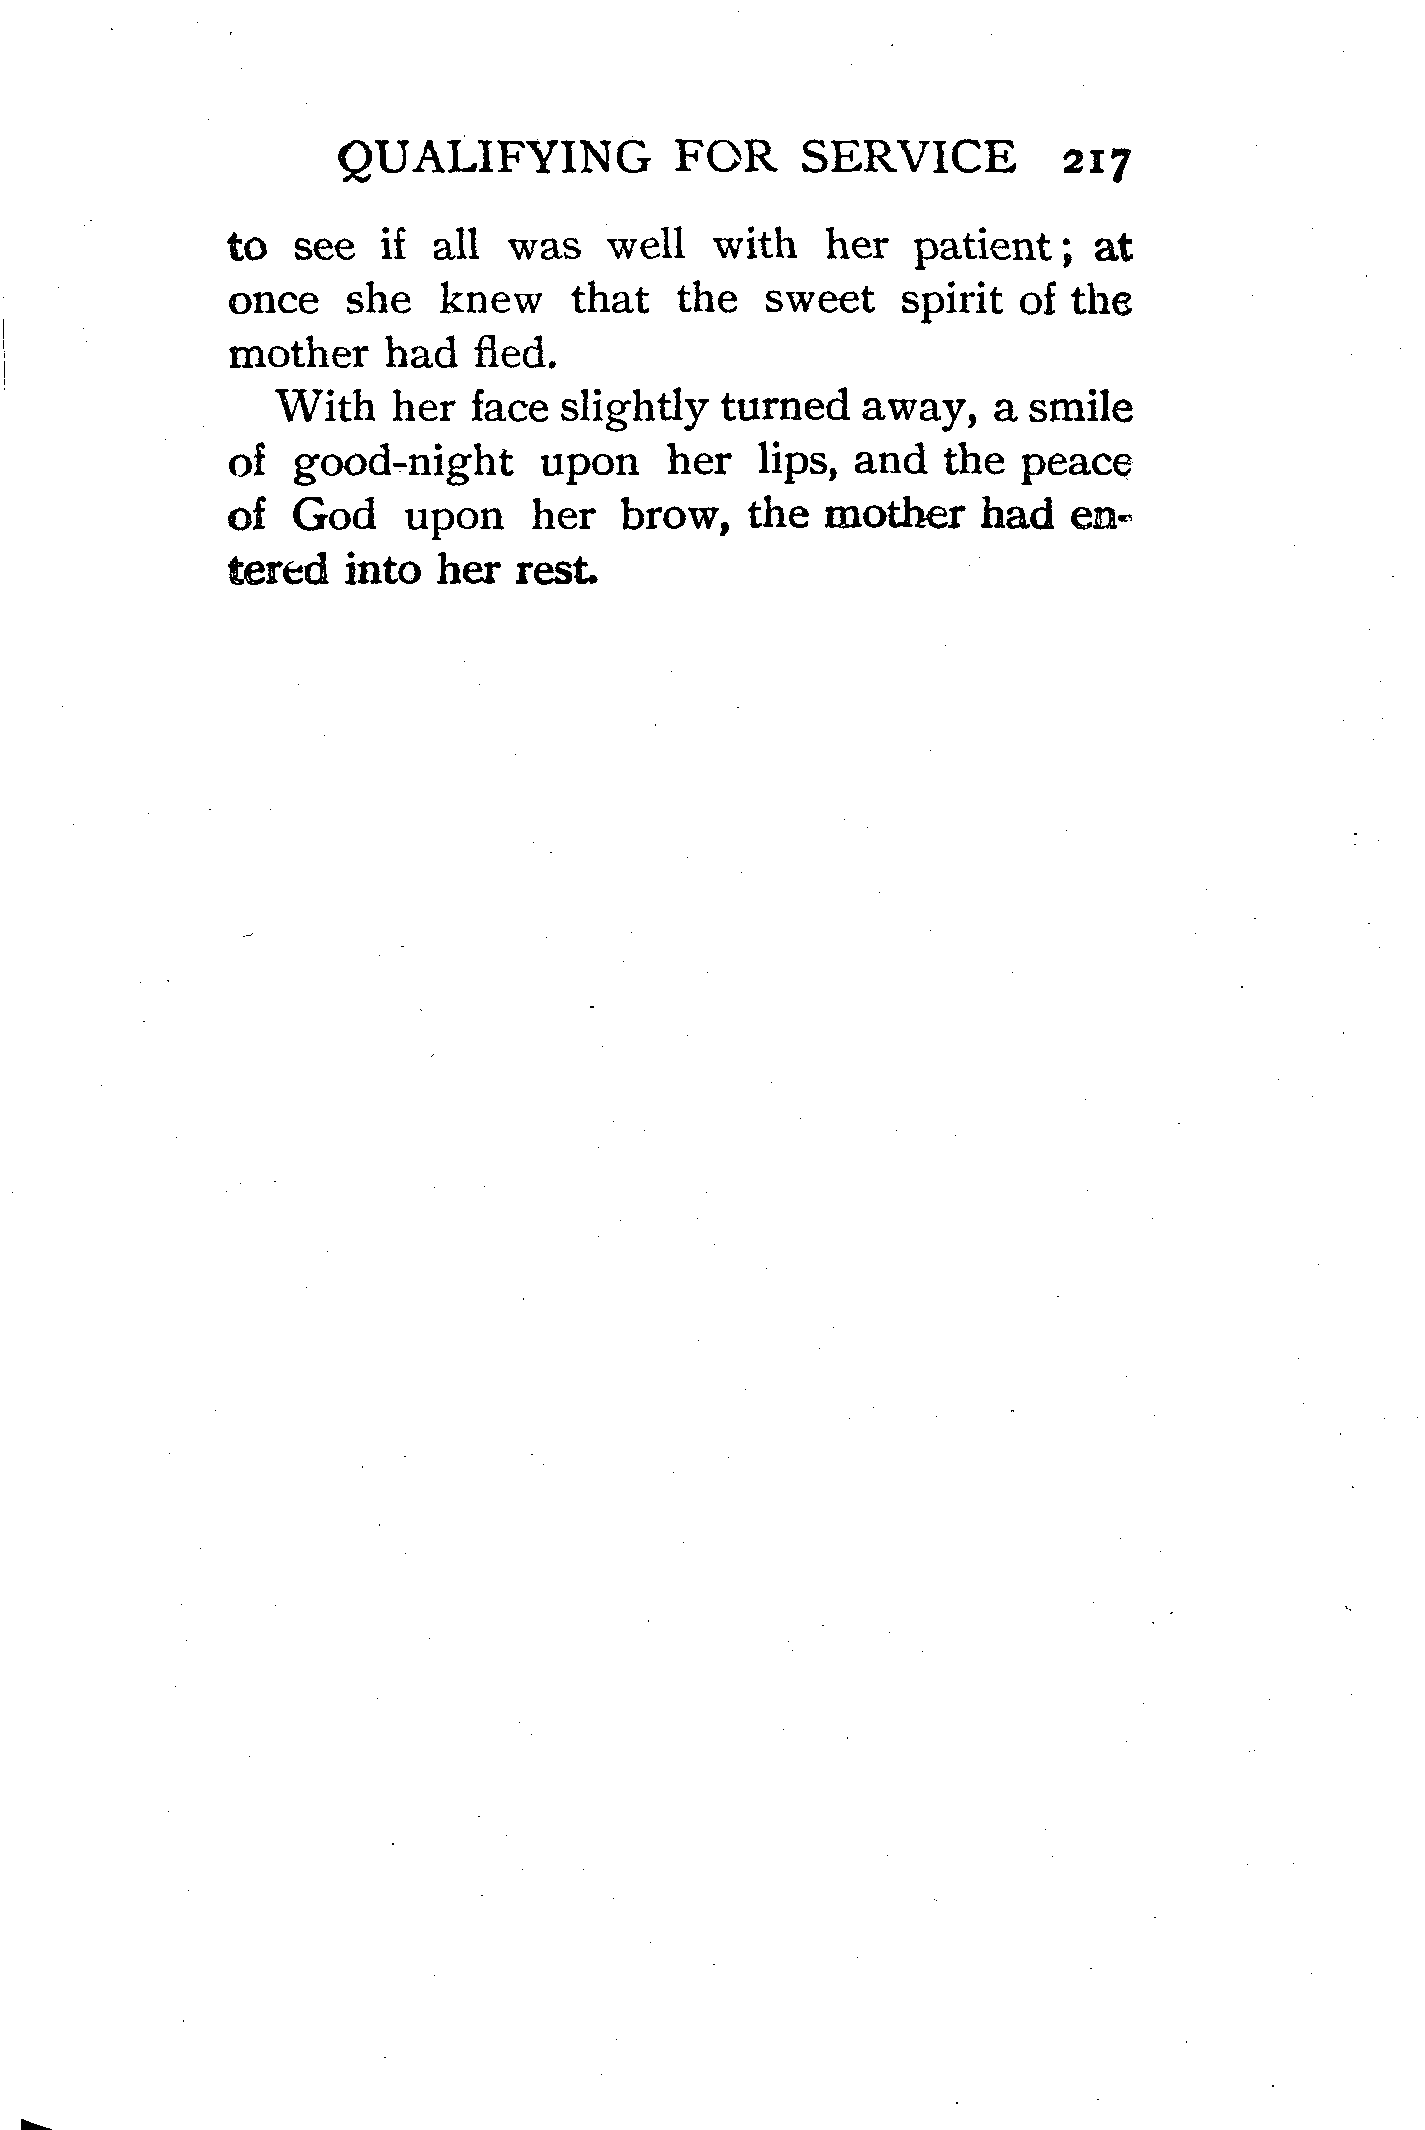 QUALIFYING FOR SERVICE 217
to see if all was well with her patient; at
once she knew that the sweet spirit of the
mother had fled.
With her face slightly turned away, a smile
of good-night upon her lips, and the peace
of God upon her brow, the mother had en-
tered into her rest.